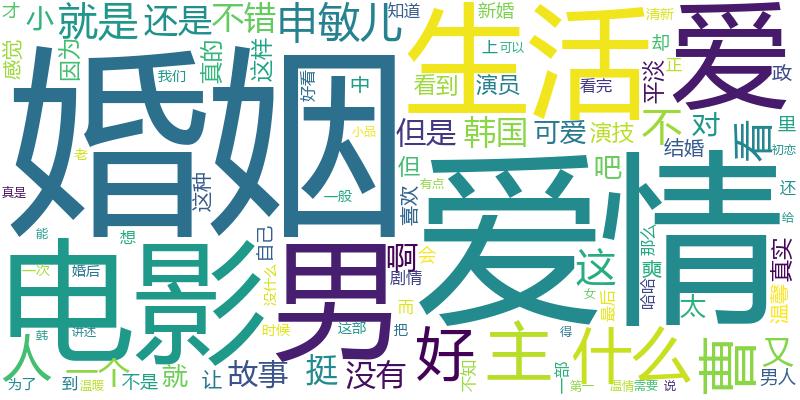 才
小
就是
还是
不错
申敏儿
知道
生活
新婚
清新
爱
感觉
因为
真的
这样
上
可以
却
我们
好看
中
看到
演员
看完
平淡
正
政
婚姻
小品
但是
韩国
可爱
演技
不
对
看
里
老
结婚
初恋
真是
这种
一般
喜欢
但
吧
有点
爱情
还
给
能
想
自己
啊
会
这
那么
真实
电影
男
一次
婚后
没什么
剧情
而
女
最后
哈哈
奭
太
温馨
韩
讲述
时候
这部
把
得
人
一个
就
故事
挺
没有
好
主
什么
曺
又
为了
到
温暖
不是
让
不知
一部
第一
温情
需要
说
男人